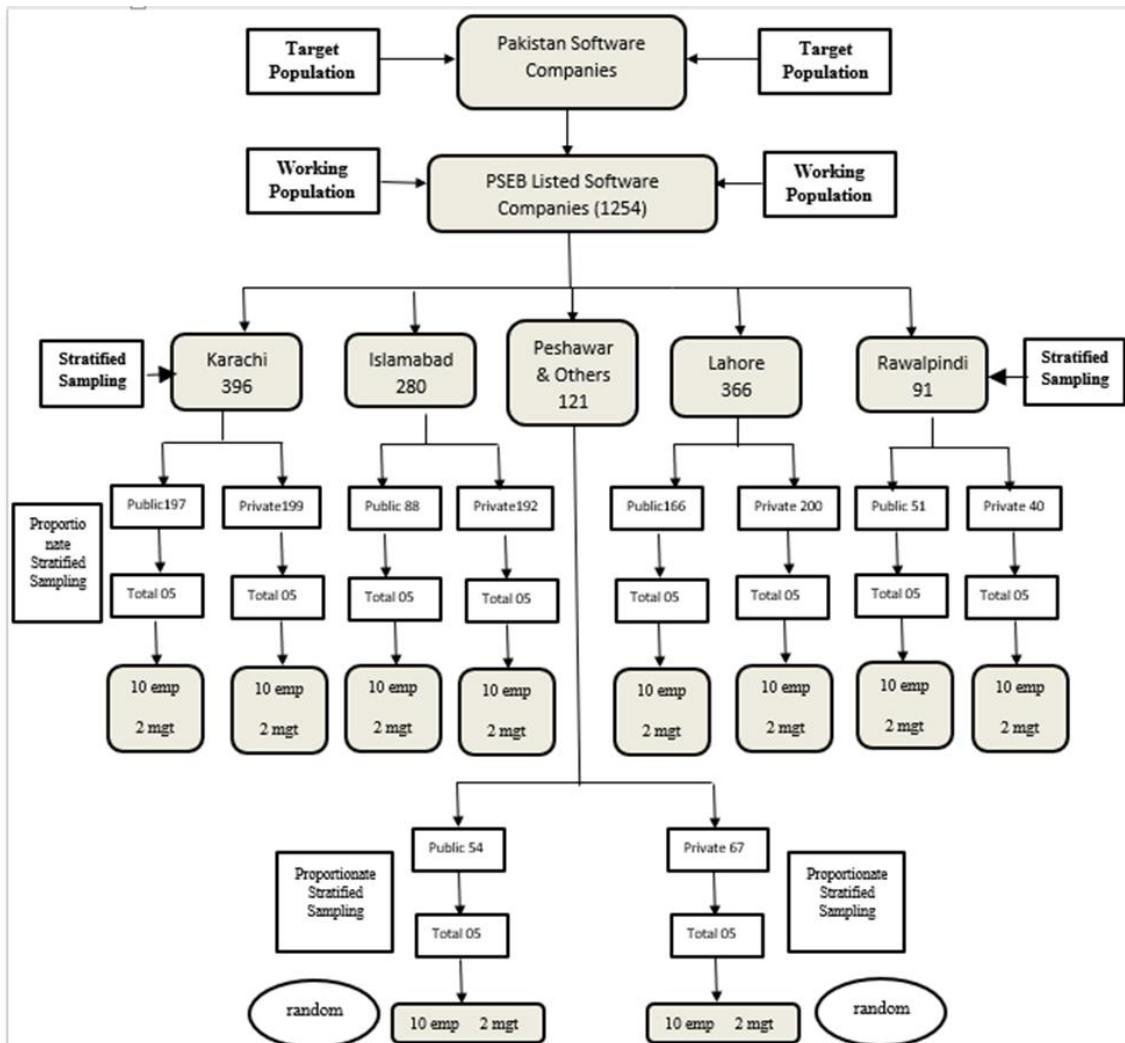 Target
Population
Pakistan Software
Companies
Target
Population
Working
Population
PSEB Listed Software
Companies (1254)
Working
Population
Stratified
Sampling
Karachi
396
Islamabad
280
Peshawar
& Others
121
Lahore
366
Rawalpindi
91
Stratified
Sampling
Proportio
nate
Stratified
Sampling
Public197
Private199
Public 88
Private192
Public166
Private 200
Public 51
Private 40
Total 05
Total 05
Total 05
Total 05
Total 05
Total 05
Total 05
Total 05
10 emp
2 mgt
10 emp
2 mgt
10 emp
2 mgt
10 emp
2 mgt
10 emp
2 mgt
10 emp
2 mgt
10 emp
2 mgt
10 emp
2 mgt
Proportionate
Stratified
Sampling
Public 54
Private 67
Proportionate
Stratified
Sampling
Total 05
Total 05
random
10 emp 2 mgt
10 emp 2 mgt
random